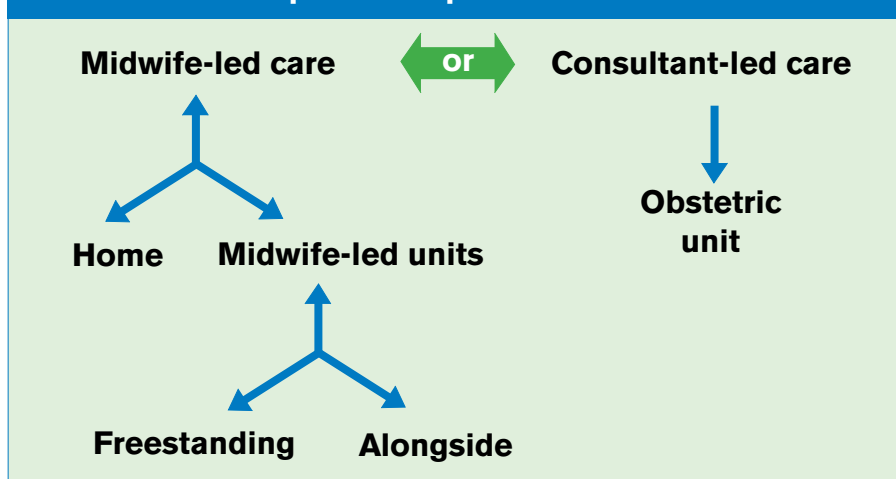 Midwife-led care or Consultant-led care
Obstetric
unit
Home Midwife-led units
Freestanding Alongside